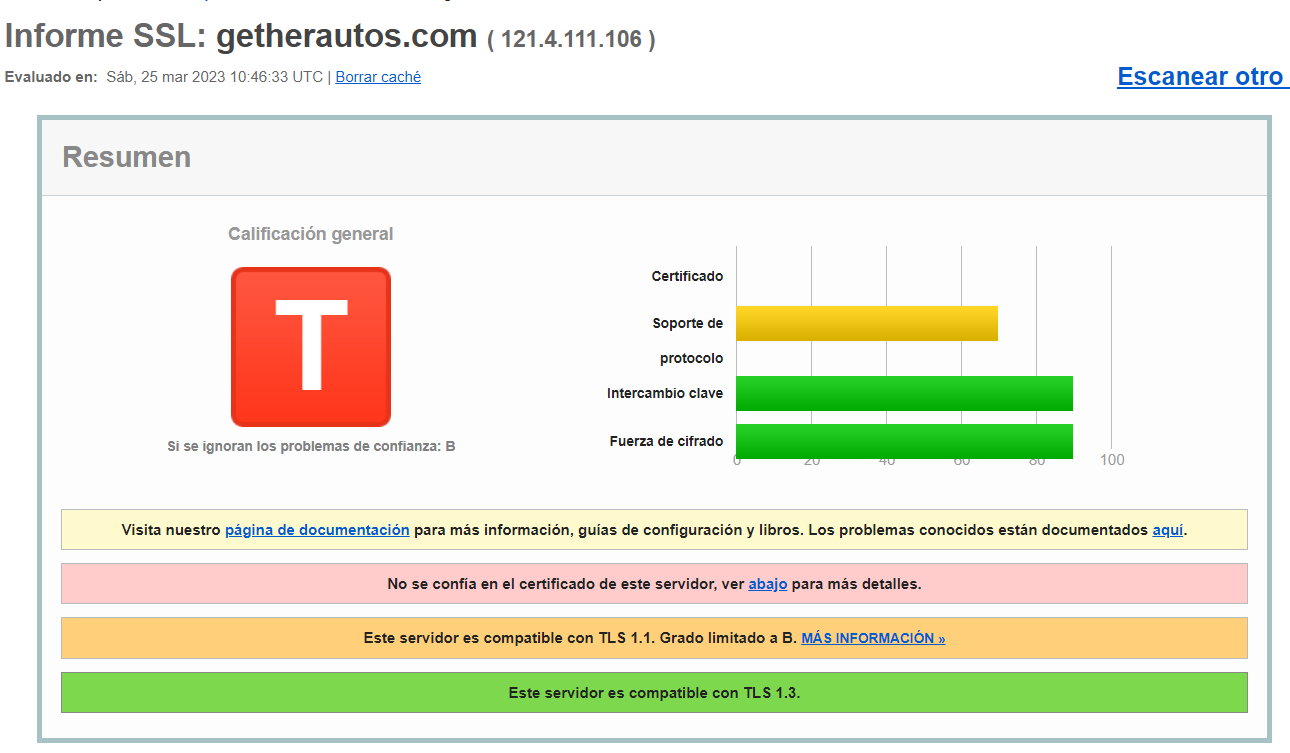 Informe SSL: getherautos.com ( 121.4.111.106 )
Evaluado en: Sáb, 25 mar 2023 10:46:33 UTC | Borrar caché
Escanear otro
Resumen
Calificación general
T
Si se ignoran los problemas de confianza: B
Certificado
Soporte de
protocolo
Intercambio clave
Fuerza de cifrado
0 20 40 60 80 100
Visita nuestro página de documentación para más información, guías de configuración y libros. Los problemas conocidos están documentados aquí.
No se confía en el certificado de este servidor, ver abajo para más detalles.
Este servidor es compatible con TLS 1.1. Grado limitado a B. MÁS INFORMACIÓN »
Este servidor es compatible con TLS 1.3.